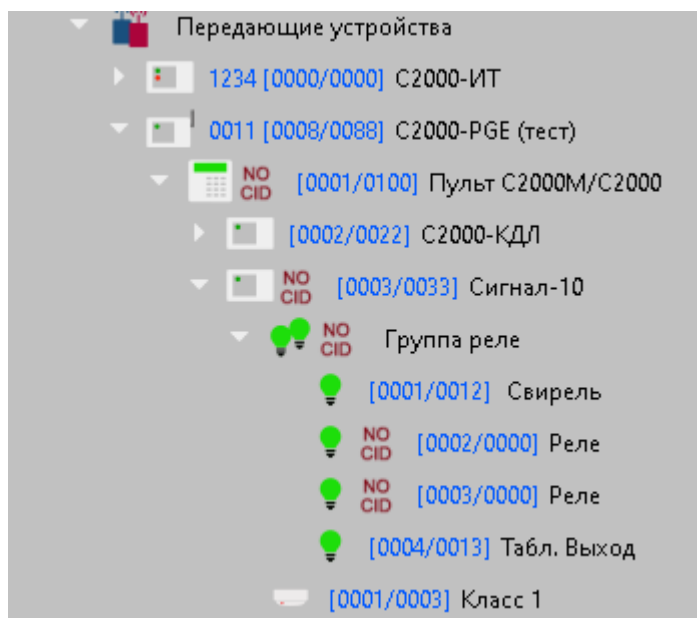 Передающие устройства
1234 [0000/0000] С2000-ИТ
0011 [0008/0088] С2000-PGE (тест)
NO CID [0001/0100] Пульт С2000М/С2000
[0002/0022] С2000-КДЛ
NO CID [0003/0033] Сигнал-10
NO CID Группа реле
[0001/0012] Свирель
NO CID [0002/0000] Реле
NO CID [0003/0000] Реле
[0004/0013] Табл. Выход
[0001/0003] Класс 1